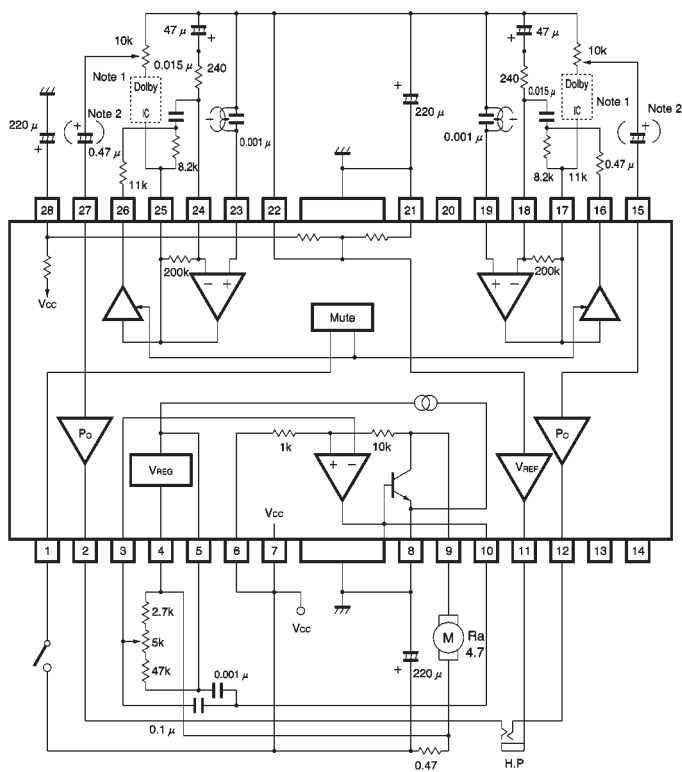 47 μ
+
10k
0.015 μ
240
Note 1
Dolby
IC
Note 2
+
220 μ
+
0.47 μ
8.2k
11k
0.001 μ
+
220 μ
47 μ
+
10k
240
0.015 μ
Dolby
IC
Note 1
Note 2
+
0.001 μ
8.2k
11k
0.47 μ
28 27 26 25 24 23 22 21 20 19 18 17 16 15
200k
− +
+ −
200k
Vcc
Mute
PO
VREG
1k
10k
+ −
VREF
PO
Vcc
1 2 3 4 5 6 7 8 9 10 11 12 13 14
2.7k
5k
47k
0.001 μ
0.1 μ
Vcc
+
220 μ
M
Ra
4.7
0.47
H.P